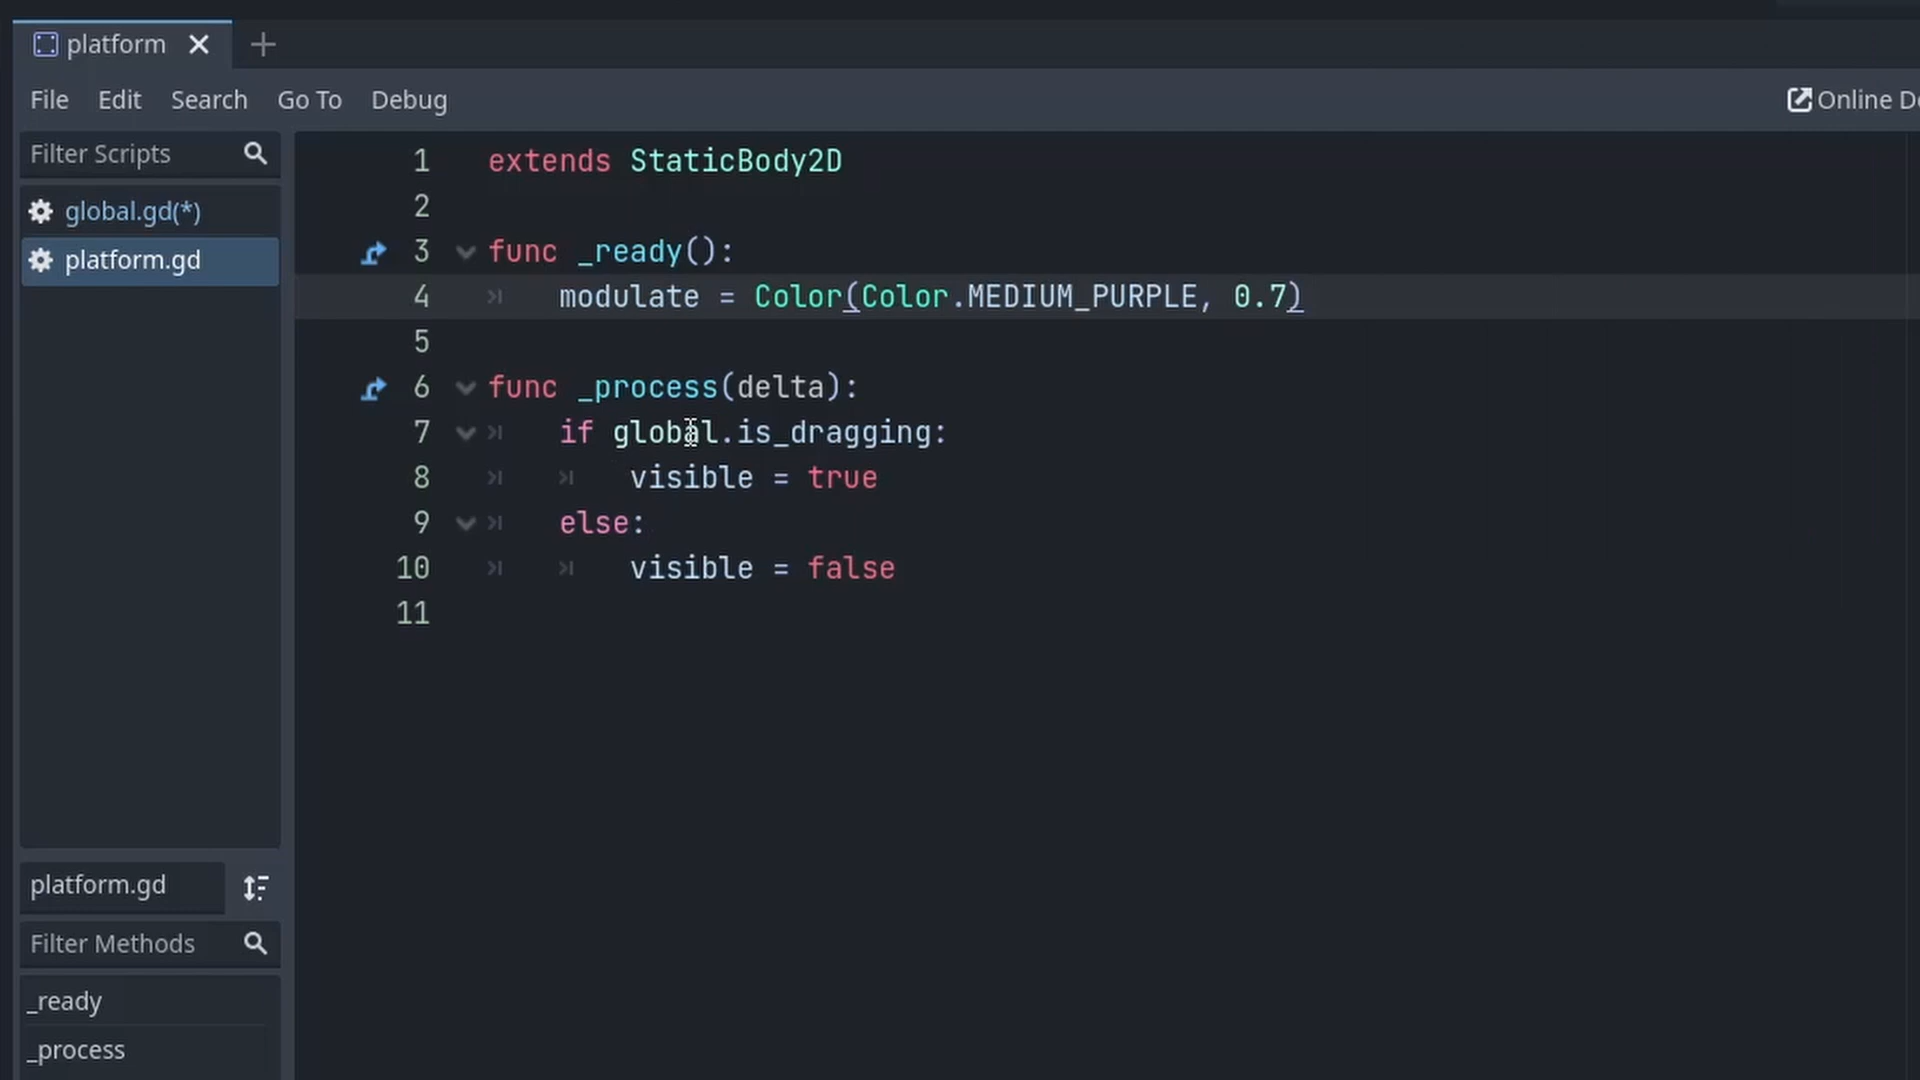 platform
File Edit Search Go To Debug
Online
Filter Scripts
global.gd(*)
platform.gd
1 extends StaticBody2D
2
3 func _ready():
4 modulate = Color(Color.MEDIUM_PURPLE, 0.7)
5
6 func _process(delta):
7 if global.is_dragging:
8 visible = true
9 else:
10 visible = false
11
platform.gd
Filter Methods
_ready
_process